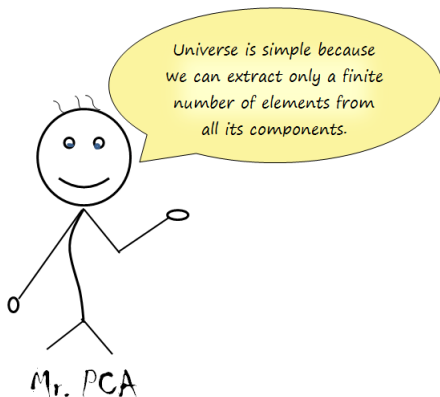 Universe is simple because
we can extract only a finite
number of elements from
all its components.
Mr. PCA